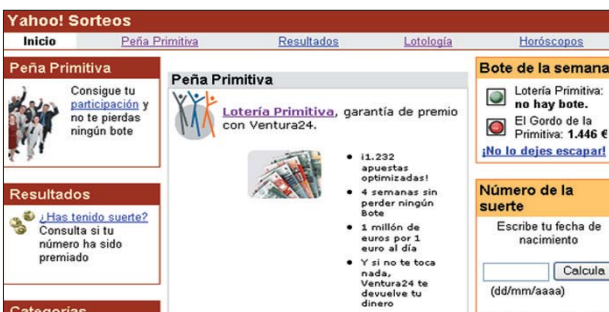 Yahoo! Sorteos
Inicio
Peña Primitiva
Resultados
Lotología
Horóscopos
Peña Primitiva
Consigue tu
participación y
no te pierdas
ningún bote
Resultados
¿Has tenido suerte?
Consulta si tu
número ha sido
premiado
Categorías
Peña Primitiva
Lotería Primitiva, garantía de premio
con Ventura24.
• ¡1.232
apuestas
optimizadas!
• 4 semanas sin
perder ningún
Bote
• 1 millón de
euros por 1
euro al día
• Y si no te toca
nada,
Ventura24 te
devuelve tu
dinero
Bote de la semana
Lotería Primitiva:
no hay bote.
El Gordo de la
Primitiva: 1.446 €
¡No lo dejes escapar!
Número de la
suerte
Escribe tu fecha de
nacimiento
Calcula
(dd/mm/aaaa)